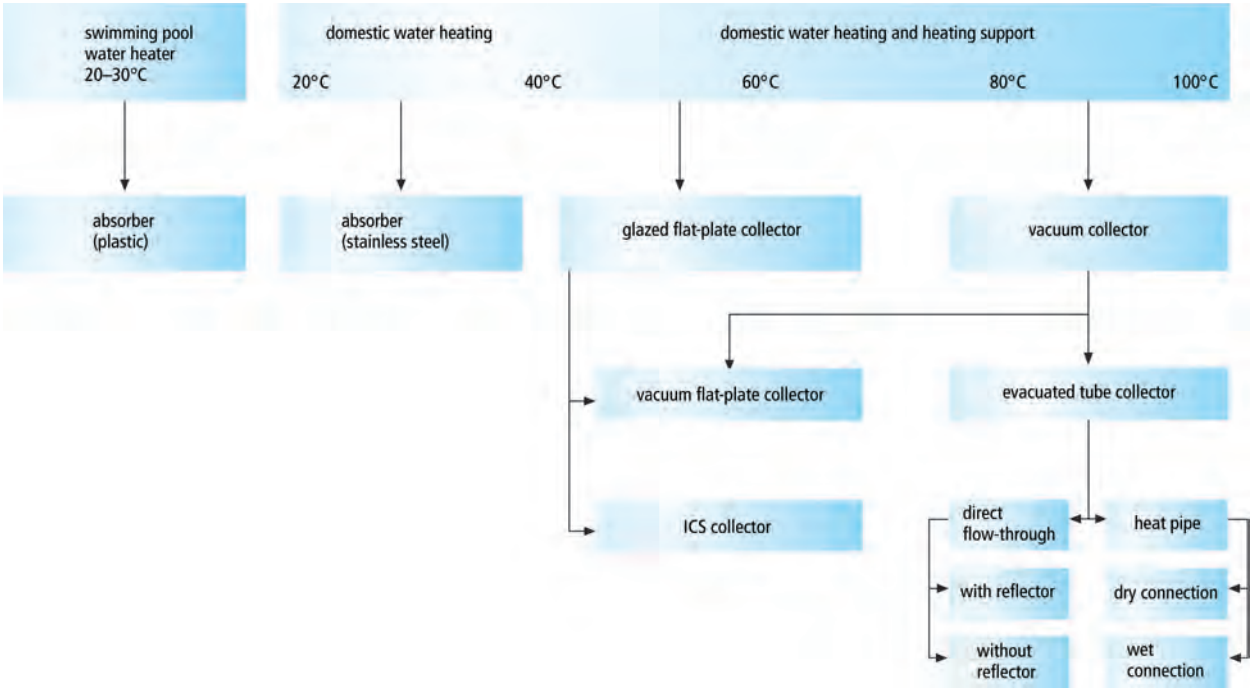 swimming pool
water heater
20–30°C
domestic water heating
domestic water heating and heating support
20°C
40°C
60°C
80°C
100°C
absorber
(plastic)
absorber
(stainless steel)
glazed flat-plate collector
vacuum collector
vacuum flat-plate collector
evacuated tube collector
ICS collector
direct
flow-through
heat pipe
with reflector
dry connection
without
reflector
wet
connection